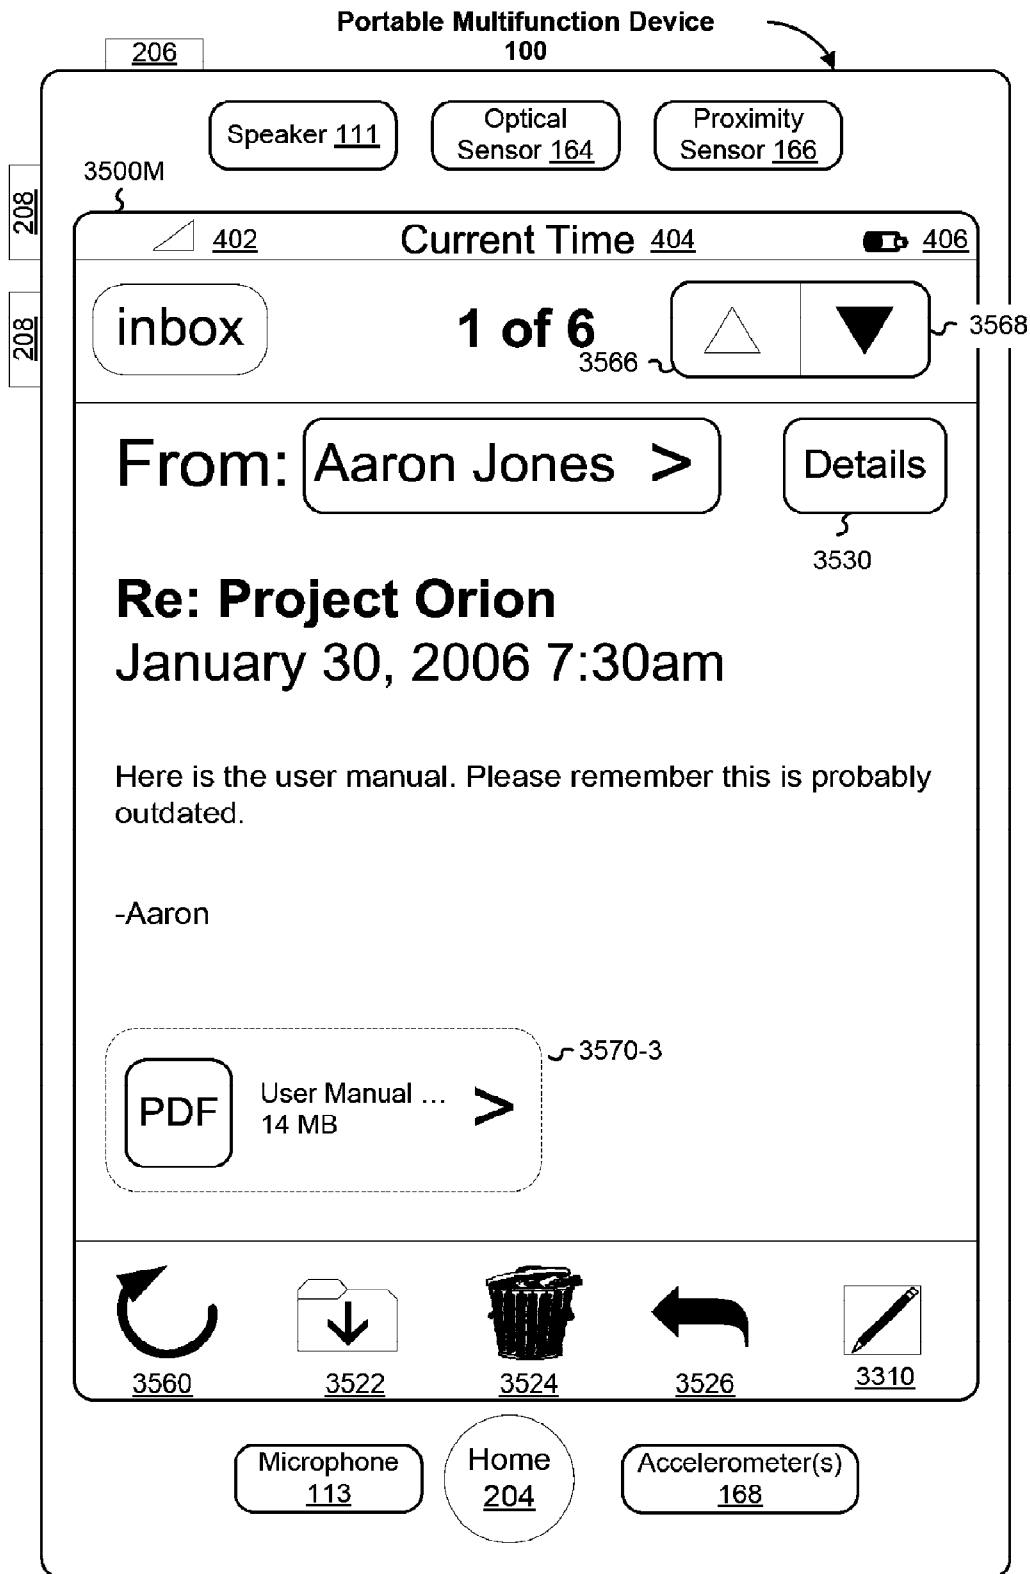 Portable Multifunction Device
100
206
Speaker 111
Optical
Sensor 164
Proximity
Sensor 166
3500M
208
402
Current Time 404
406
208
inbox
1 of 6
3566
3568
From:
Aaron Jones >
Details
3530
Re: Project Orion
January 30, 2006 7:30am
Here is the user manual. Please remember this is probably
outdated.
-Aaron
3570-3
PDF
User Manual ...
14 MB
>
3560
3522
3524
3526
3310
Microphone
113
Home
204
Accelerometer(s)
168